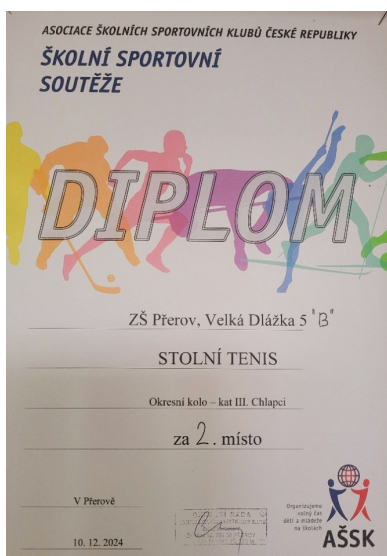 ASOCIACE ŠKOLNÍCH SPORTOVNÍCH KLUBŮ ČESKÉ REPUBLIKY
ŠKOLNÍ SPORTOVNÍ
SOUTĚŽE
DIPLOM
ZŠ Přerov, Velká Dlážka 5 "B"
STOLNÍ TENIS
Okresní kolo – kat III. Chlapci
za 2. místo
V Přerově
10. 12. 2024
Organizujeme
volný čas
dětí a mládeže
na školách
AŠSK